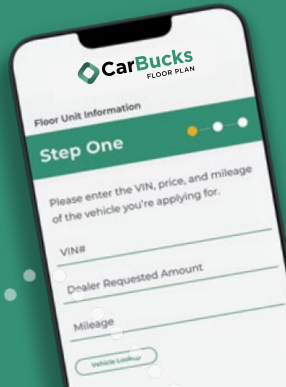 CarBucks
FLOOR PLAN
Floor Unit Information
Step One
Please enter the VIN, price, and mileage
of the vehicle you're applying for.
VIN#
Dealer Requested Amount
Mileage
Vehicle Lookup